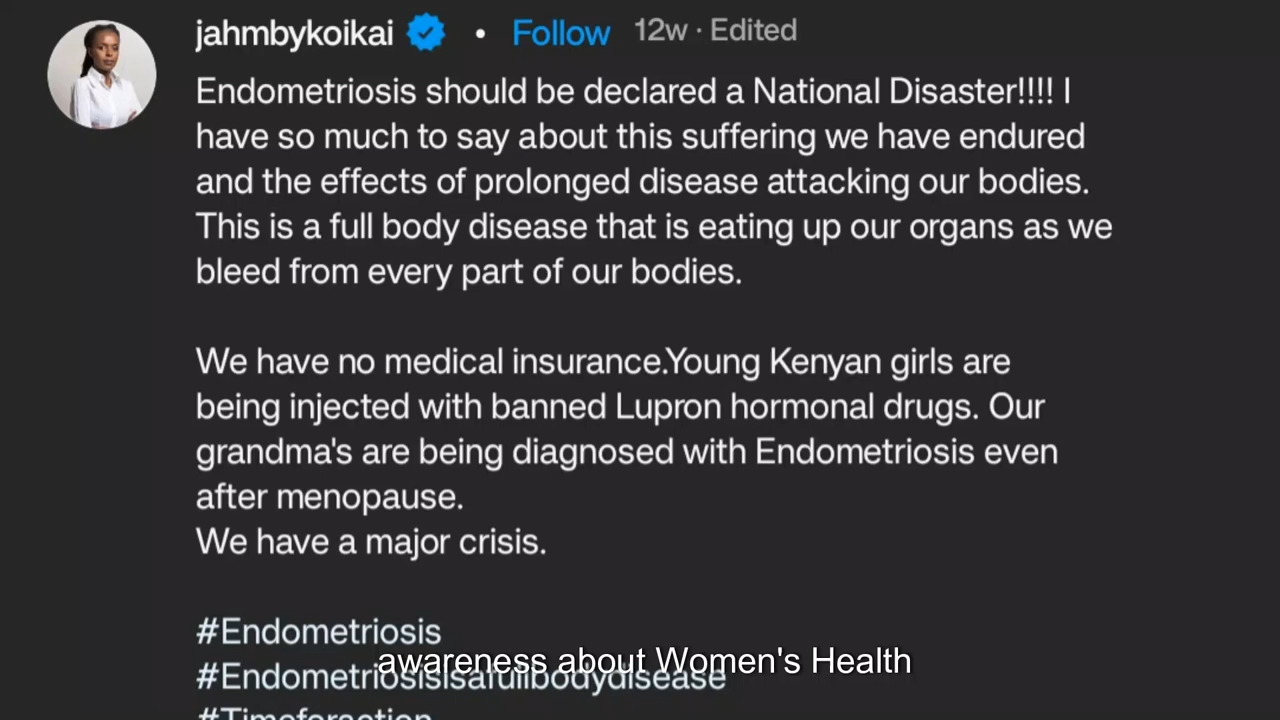 jahmbykoikai • Follow 12w · Edited
Endometriosis should be declared a National Disaster!!!! I
have so much to say about this suffering we have endured
and the effects of prolonged disease attacking our bodies.
This is a full body disease that is eating up our organs as we
bleed from every part of our bodies.
We have no medical insurance.Young Kenyan girls are
being injected with banned Lupron hormonal drugs. Our
grandma's are being diagnosed with Endometriosis even
after menopause.
We have a major crisis.
#Endometriosis
awareness about Women's Health
#Endometriosisisafullbodydisease
#Timeforaction